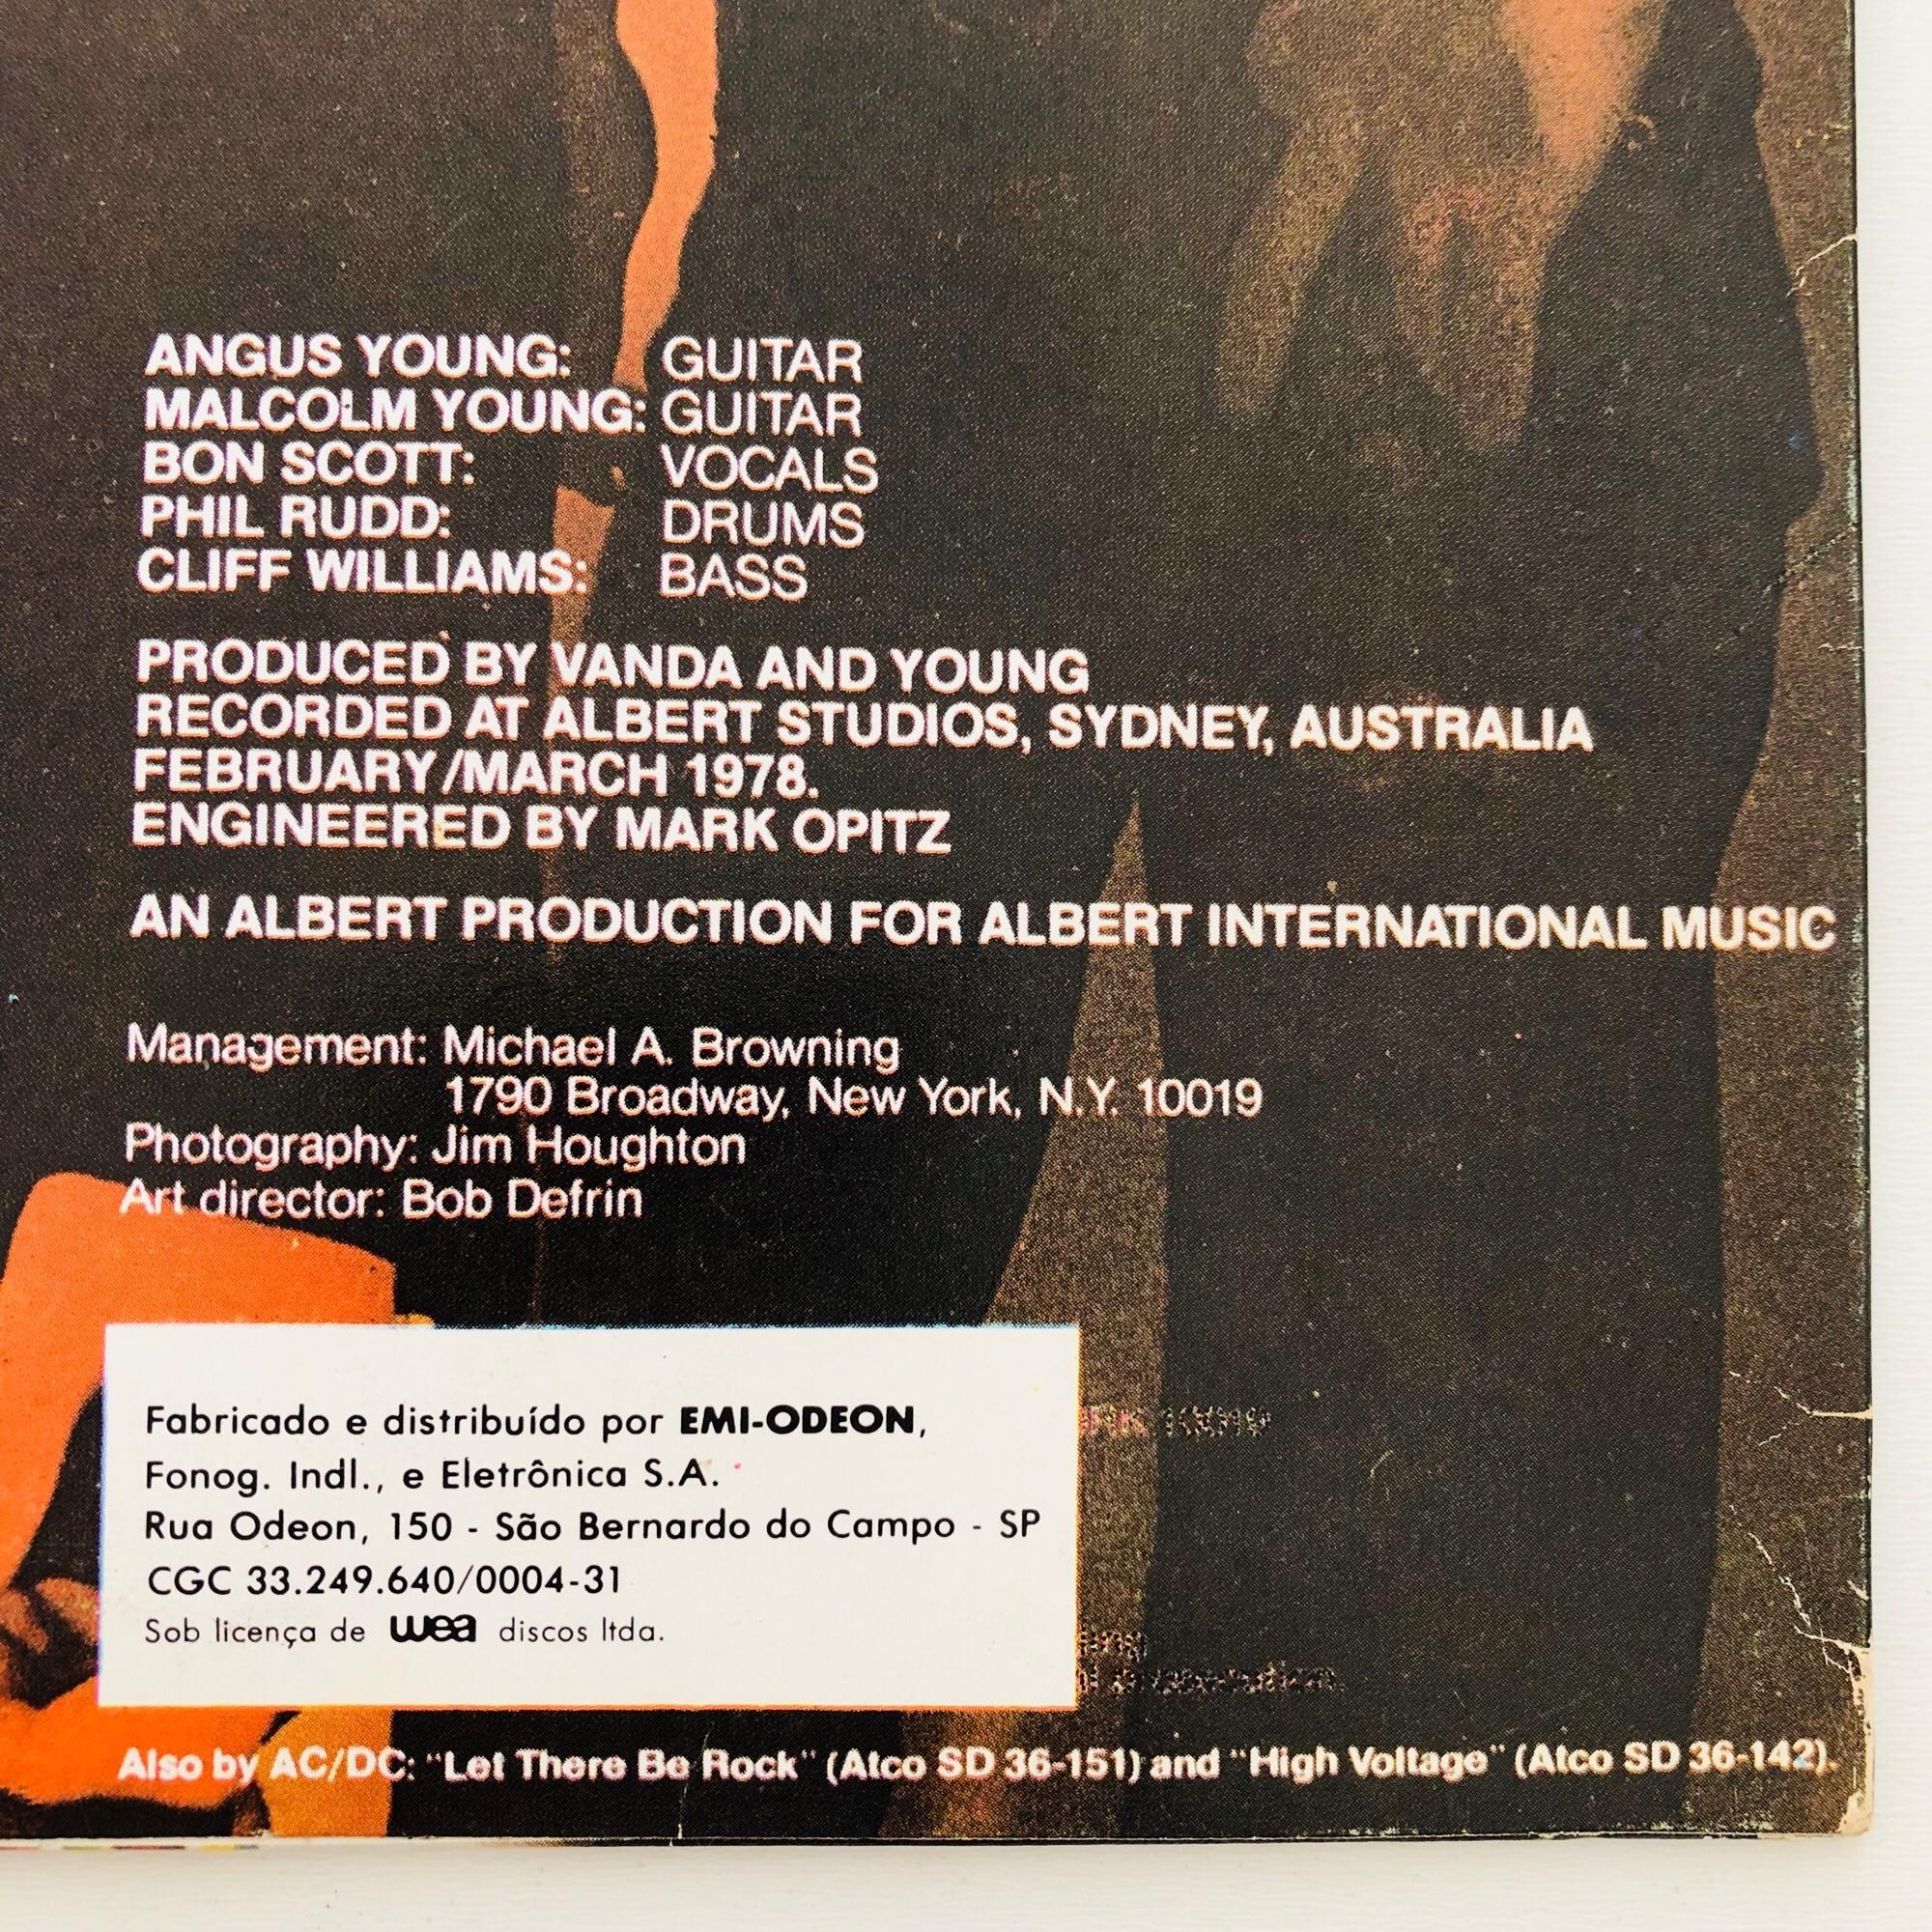 ANGUS YOUNG: GUITAR
MALCOLM YOUNG: GUITAR
BON SCOTT: VOCALS
PHIL RUDD: DRUMS
CLIFF WILLIAMS: BASS
PRODUCED BY VANDA AND YOUNG
RECORDED AT ALBERT STUDIOS, SYDNEY, AUSTRALIA
FEBRUARY/MARCH 1978.
ENGINEERED BY MARK OPITZ
AN ALBERT PRODUCTION FOR ALBERT INTERNATIONAL MUSIC
Management: Michael A. Browning
1790 Broadway, New York, N.Y. 10019
Photography: Jim Houghton
Art director: Bob Defrin
Fabricado e distribuído por EMI-ODEON,
Fonog. Indl., e Eletrônica S.A.
Rua Odeon, 150 - São Bernardo do Campo - SP
CGC 33.249.640/0004-31
Sob licença de wea discos ltda.
Also by AC/DC: "Let There Be Rock" (Atco SD 36-151) and "High Voltage" (Atco SD 36-142).